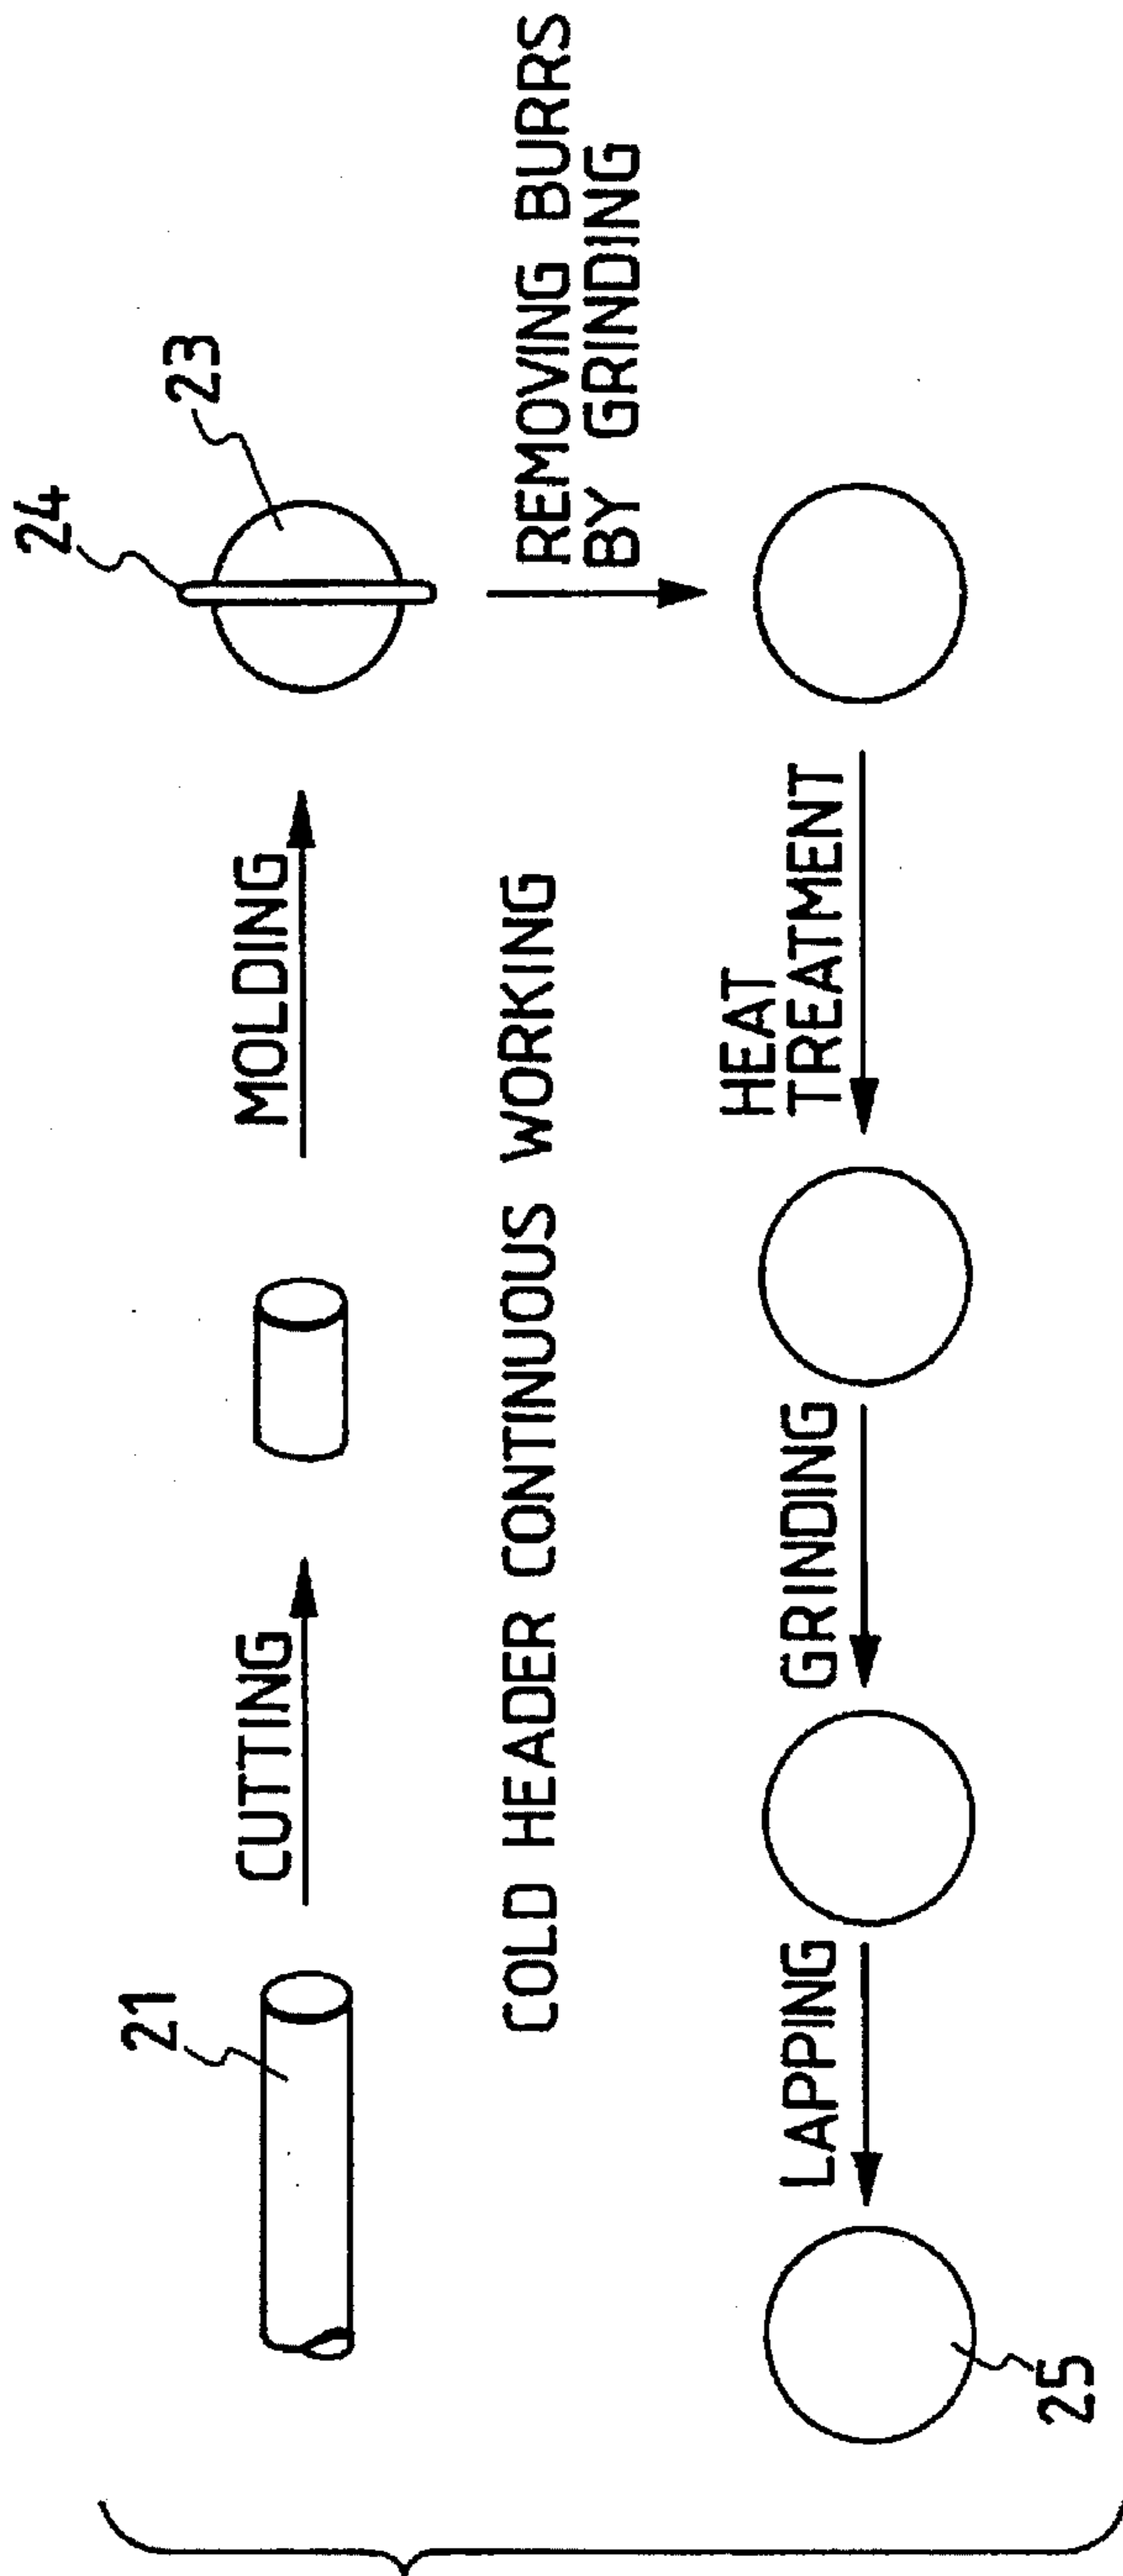 21
CUTTING
MOLDING
24
23
COLD HEADER CONTINUOUS WORKING
REMOVING BURRS
BY GRINDING
HEAT
TREATMENT
GRINDING
LAPPING
25